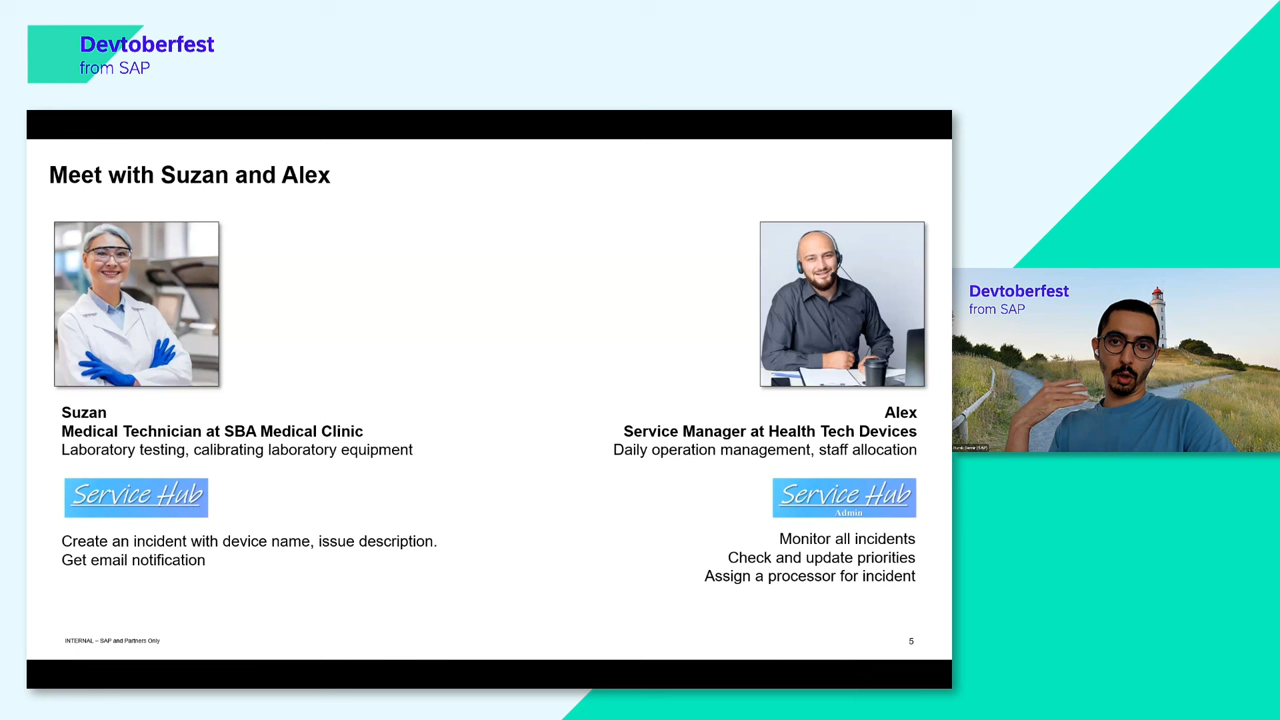 Devtoberfest
from SAP
Meet with Suzan and Alex
Suzan
Medical Technician at SBA Medical Clinic
Laboratory testing, calibrating laboratory equipment
Service Hub
Create an incident with device name, issue description.
Get email notification
Alex
Service Manager at Health Tech Devices
Daily operation management, staff allocation
Service Hub
Admin
Monitor all incidents
Check and update priorities
Assign a processor for incident
INTERNAL – SAP and Partners Only
5
Devtoberfest
from SAP